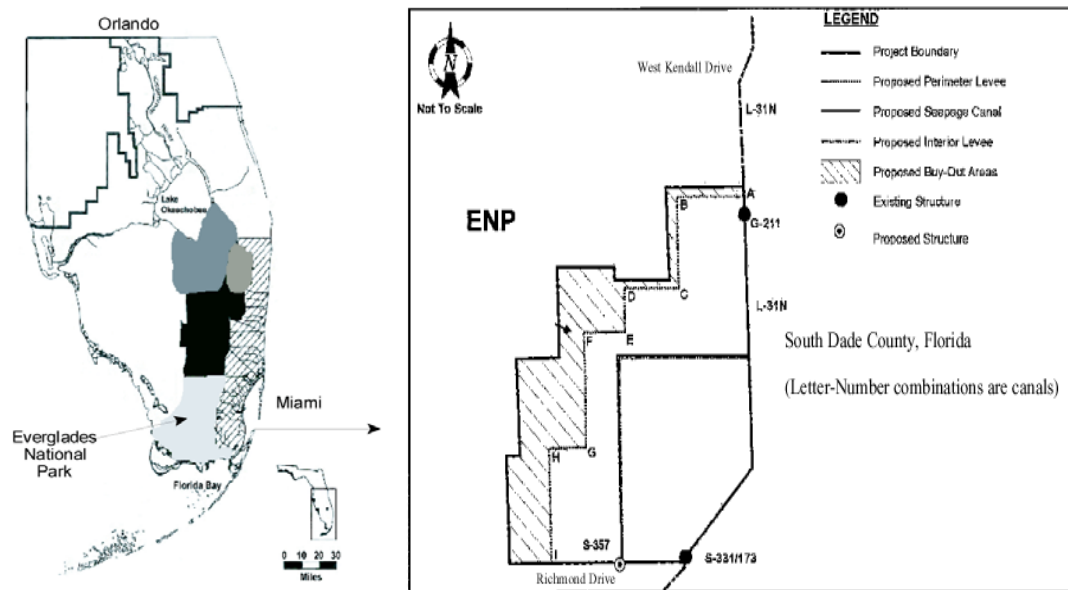 Orlando
Lake
Okeechobee
Miami
Everglades
National
Park
Florida Bay
0 10 20 30
Miles
N
Not To Scale
West Kendall Drive
L-31N
ENP
A
B
G-211
C
D
E
F
L-31N
G
H
I
S-357
S-331/173
Richmond Drive
South Dade County, Florida
(Letter-Number combinations are canals)
LEGEND
Project Boundary
Proposed Perimeter Levee
Proposed Seepage Canal
Proposed Interior Levee
Proposed Buy-Out Areas
Existing Structure
Proposed Structure